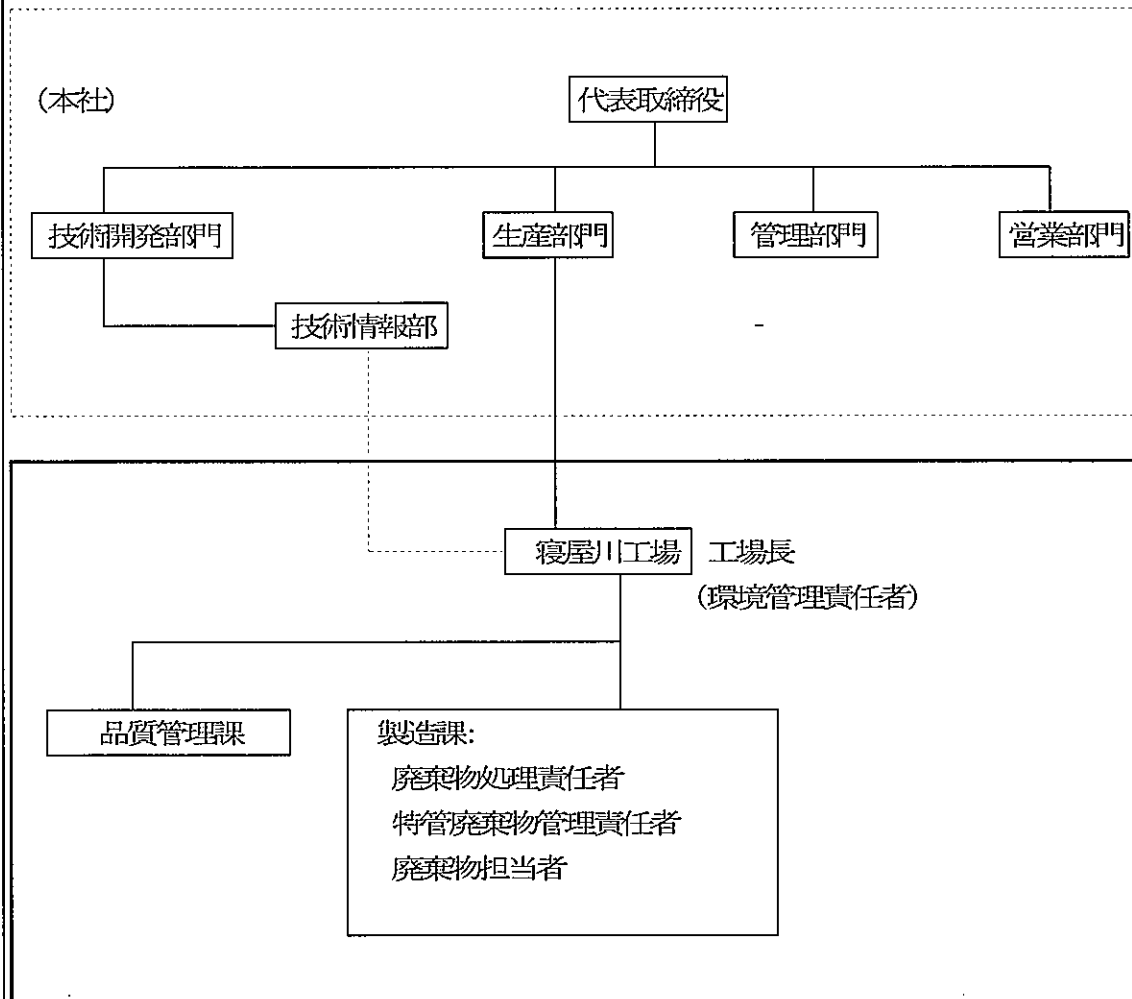 (本社)
代表取締役
技術開発部門
生産部門
管理部門
営業部門
技術情報部
寝屋川工場
工場長
(環境管理責任者)
品質管理課
製造課:
廃棄物処理責任者
特管廃棄物管理責任者
廃棄物担当者